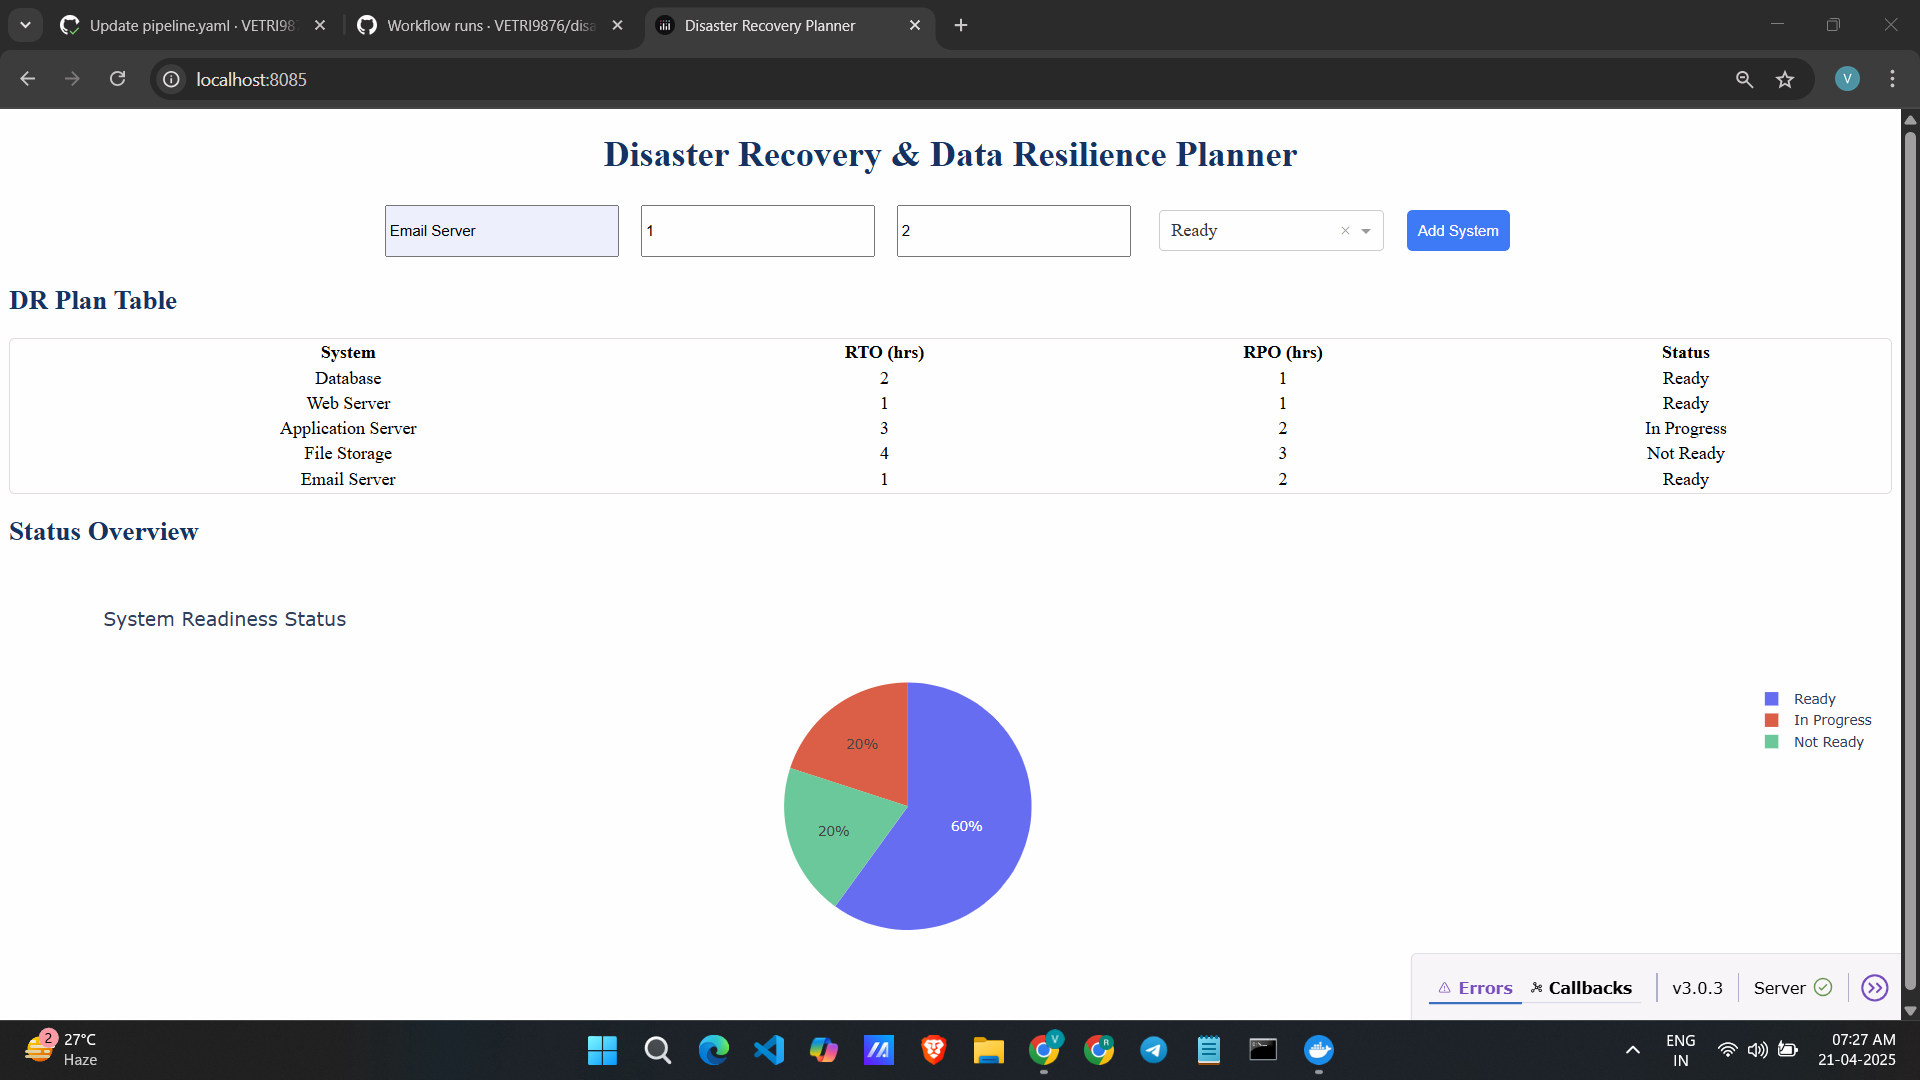 Update pipeline.yaml · VETRI98
Workflow runs · VETRI9876/disa
Disaster Recovery Planner
localhost:8085
V
Disaster Recovery & Data Resilience Planner
Email Server
1
2
Ready
Add System
DR Plan Table
System RTO (hrs) RPO (hrs) Status
Database 2 1 Ready
Web Server 1 1 Ready
Application Server 3 2 In Progress
File Storage 4 3 Not Ready
Email Server 1 2 Ready
Status Overview
System Readiness Status
Ready
In Progress
Not Ready
20%
20%
60%
Errors
Callbacks
v3.0.3
Server
2
27°C
Haze
V
R
ENG
IN
07:27 AM
21-04-2025